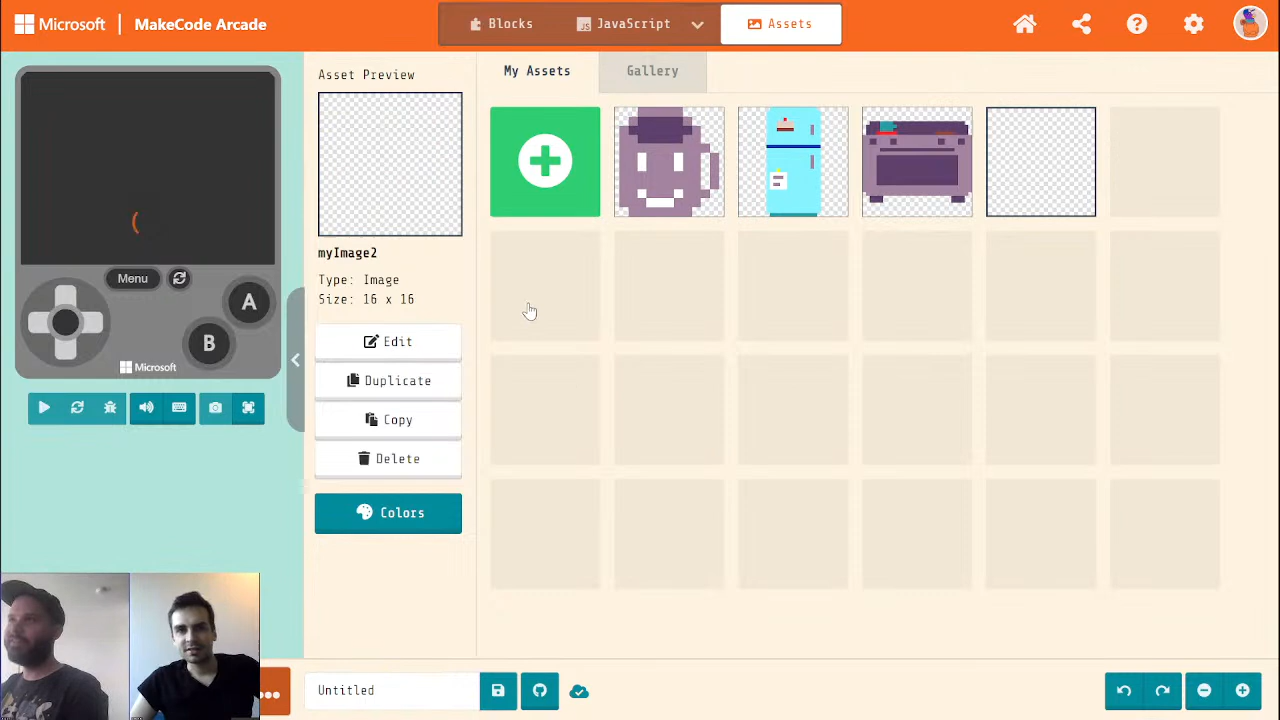 Microsoft
MakeCode Arcade
Blocks
JavaScript
Assets
Asset Preview
My Assets
Gallery
myImage2
Type: Image
Size: 16 x 16
Menu
A
B
Microsoft
Edit
Duplicate
Copy
Delete
Colors
Untitled